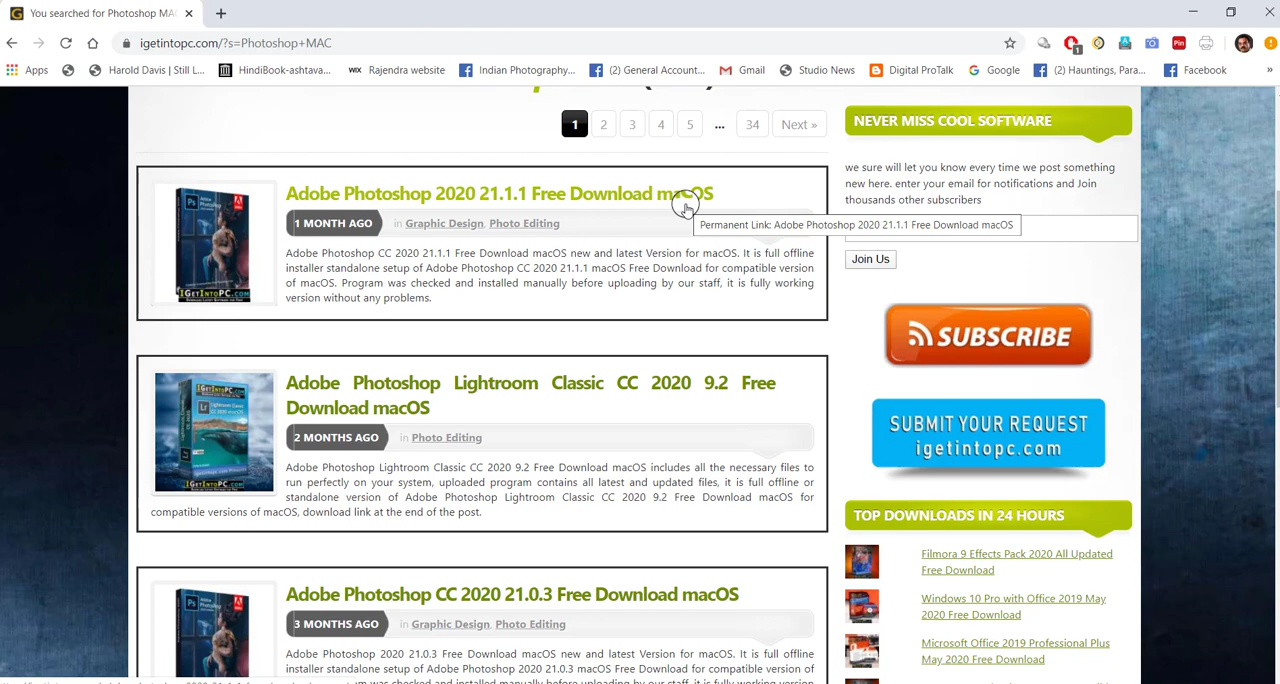 You searched for Photoshop MA
igetintopc.com/?s=Photoshop+MAC
1
Pin
Apps
Harold Davis | Still L...
HindiBook-ashtava...
WIX
Rajendra website
Indian Photography...
(2) General Account...
Gmail
Studio News
Digital ProTalk
Google
(2) Hauntings, Para...
Facebook
»
1 2 3 4 5 ... 34 Next »
NEVER MISS COOL SOFTWARE
we sure will let you know every time we post something
new here. enter your email for notifications and Join
thousands other subscribers
Join Us
Adobe Photoshop 2020 21.1.1 Free Download macOS
1 MONTH AGO
in Graphic Design, Photo Editing
Permanent Link: Adobe Photoshop 2020 21.1.1 Free Download macOS
Adobe Photoshop CC 2020 21.1.1 Free Download macOS new and latest Version for macOS. It is full offline
installer standalone setup of Adobe Photoshop CC 2020 21.1.1 macOS Free Download for compatible version
of macOS. Program was checked and installed manually before uploading by our staff, it is fully working
version without any problems.
IGETINTOPC.COM
SUBSCRIBE
SUBMIT YOUR REQUEST
igetintopc.com
Adobe Photoshop Lightroom Classic CC 2020 9.2 Free
Download macOS
2 MONTHS AGO
in Photo Editing
Adobe Photoshop Lightroom Classic CC 2020 9.2 Free Download macOS includes all the necessary files to
run perfectly on your system, uploaded program contains all latest and updated files, it is full offline or
standalone version of Adobe Photoshop Lightroom Classic CC 2020 9.2 Free Download macOS for
compatible versions of macOS, download link at the end of the post.
IGETINTOPC.COM
Lr
IGETINTOPC.COM
TOP DOWNLOADS IN 24 HOURS
Filmora 9 Effects Pack 2020 All Updated
Free Download
Windows 10 Pro with Office 2019 May
2020 Free Download
Microsoft Office 2019 Professional Plus
May 2020 Free Download
Adobe Photoshop CC 2020 21.0.3 Free Download macOS
3 MONTHS AGO
in Graphic Design, Photo Editing
Adobe Photoshop 2020 21.0.3 Free Download macOS new and latest Version for macOS. It is full offline
installer standalone setup of Adobe Photoshop CC 2020 21.0.3 macOS Free Download for compatible version